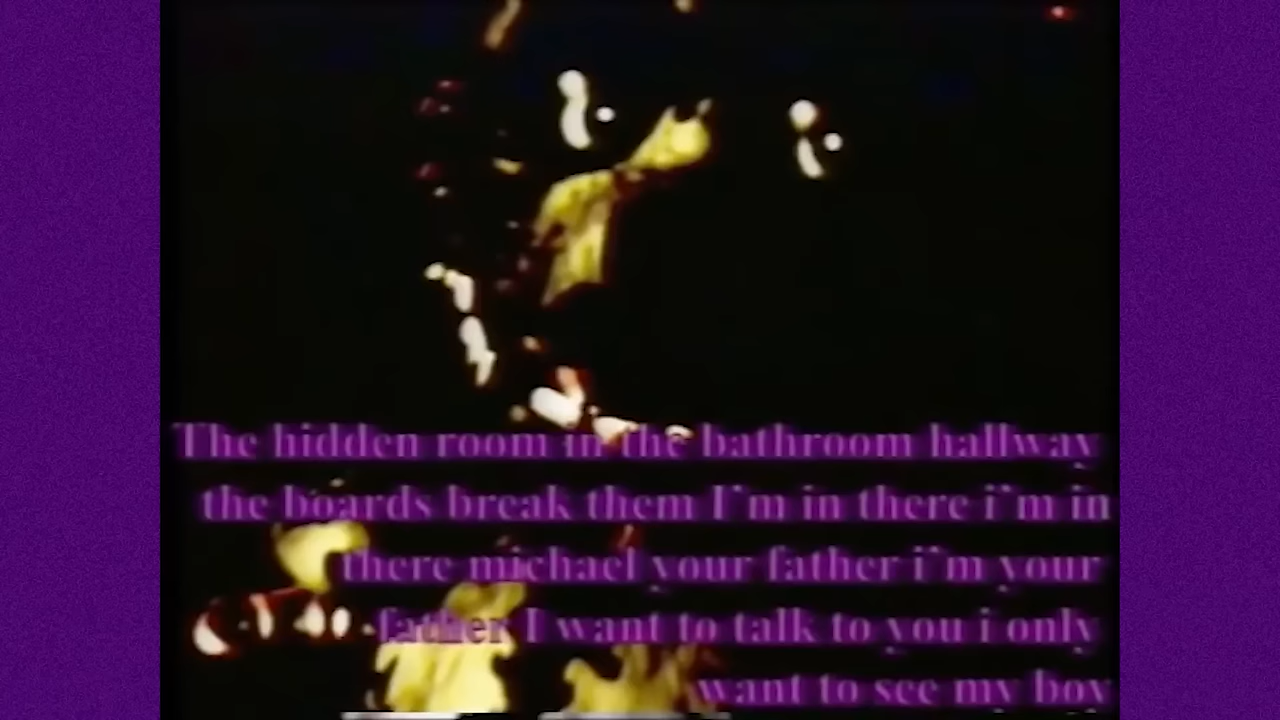 The hidden room in the bathroom hallway
the boards break them I'm in there i'm in
there michael your father i'm your
father I want to talk to you i only
want to see my boy